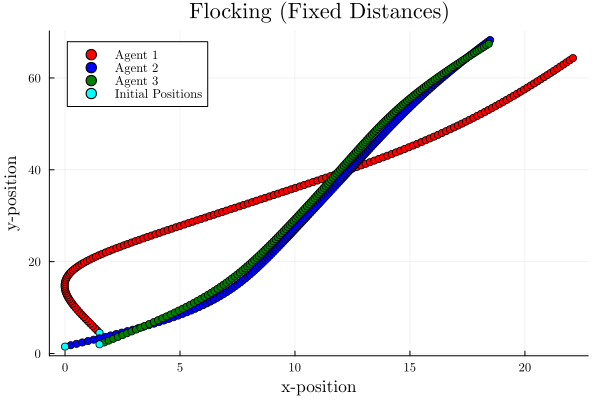 Flocking (Fixed Distances)
Agent 1
Agent 2
Agent 3
Initial Positions
60
40
20
0
y-position
0 5 10 15 20
x-position